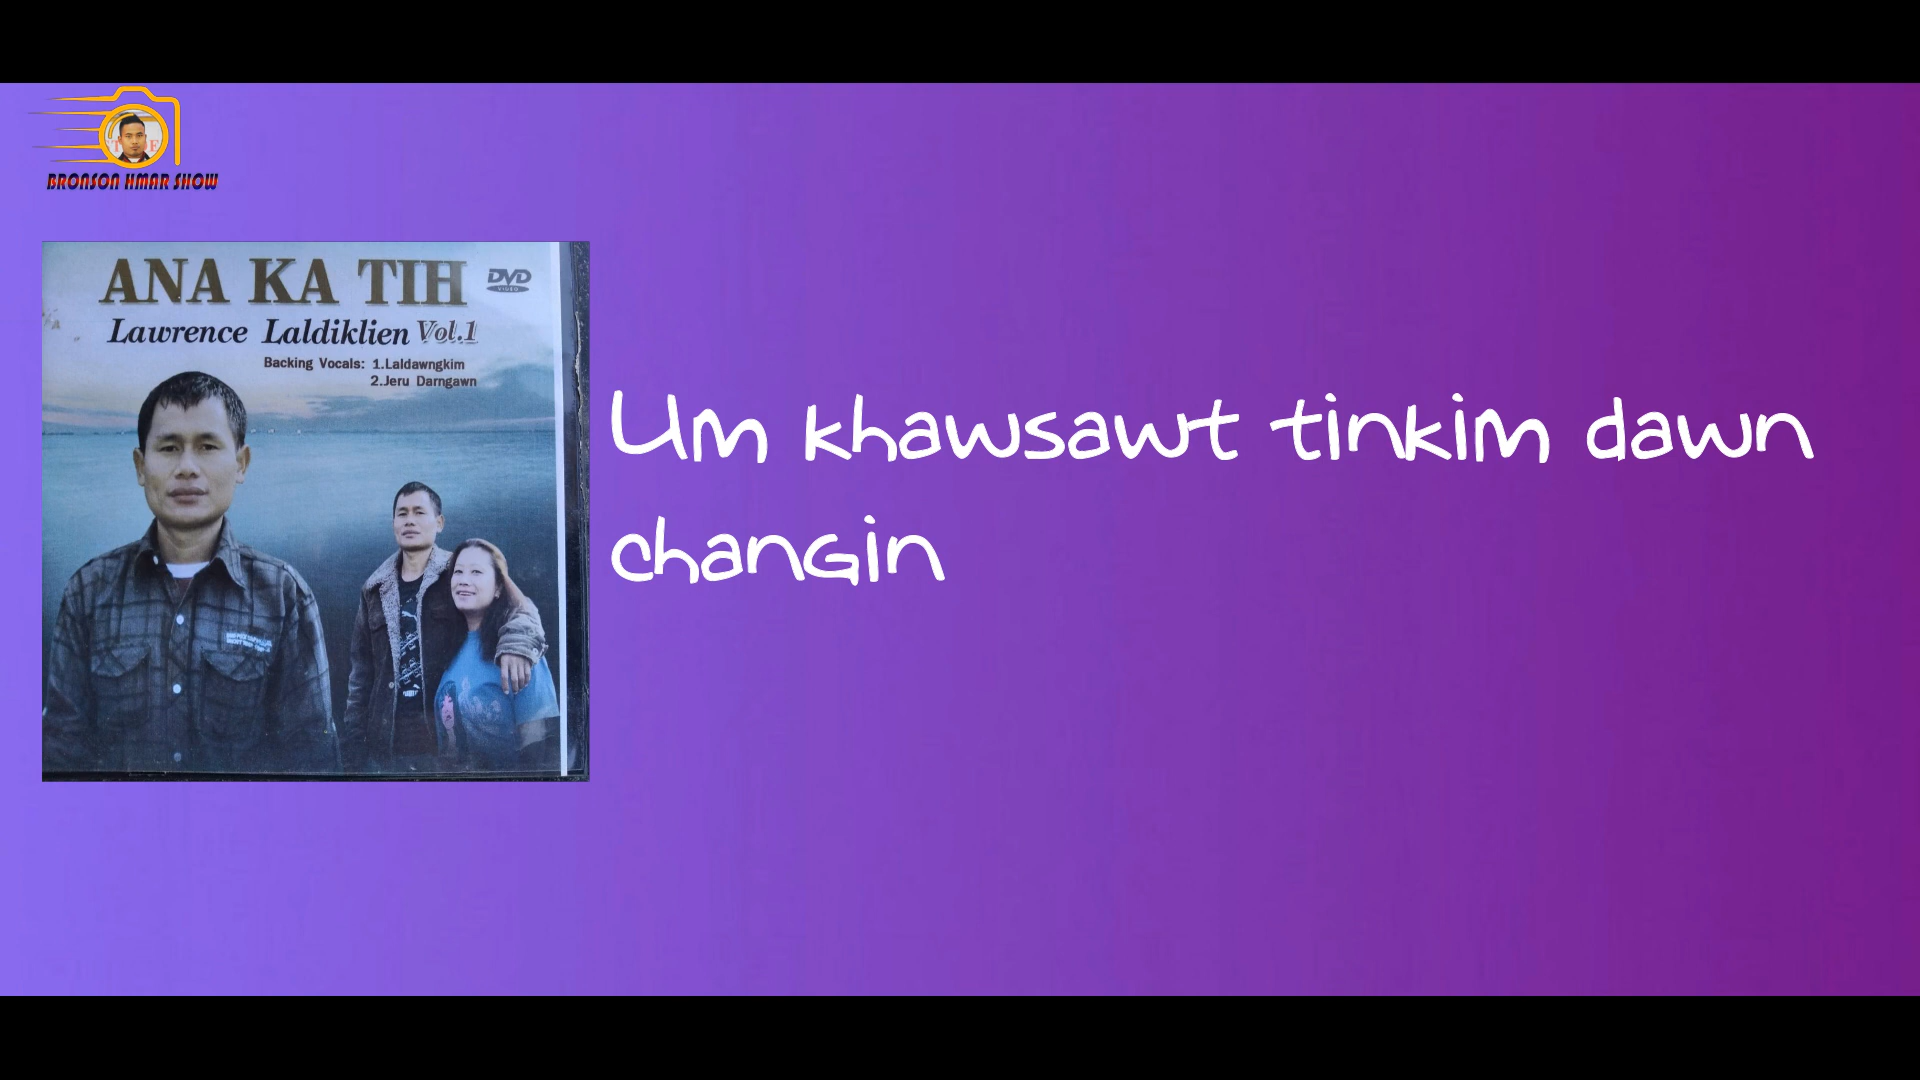 BRONSON HMAR SHOW
ANA KA TIH
DVD
VIDEO
Lawrence Laldiklien Vol.1
Backing Vocals: 1.Laldawngkim
2.Jeru Darngawn
Um khawsawt tinkim dawn
changin